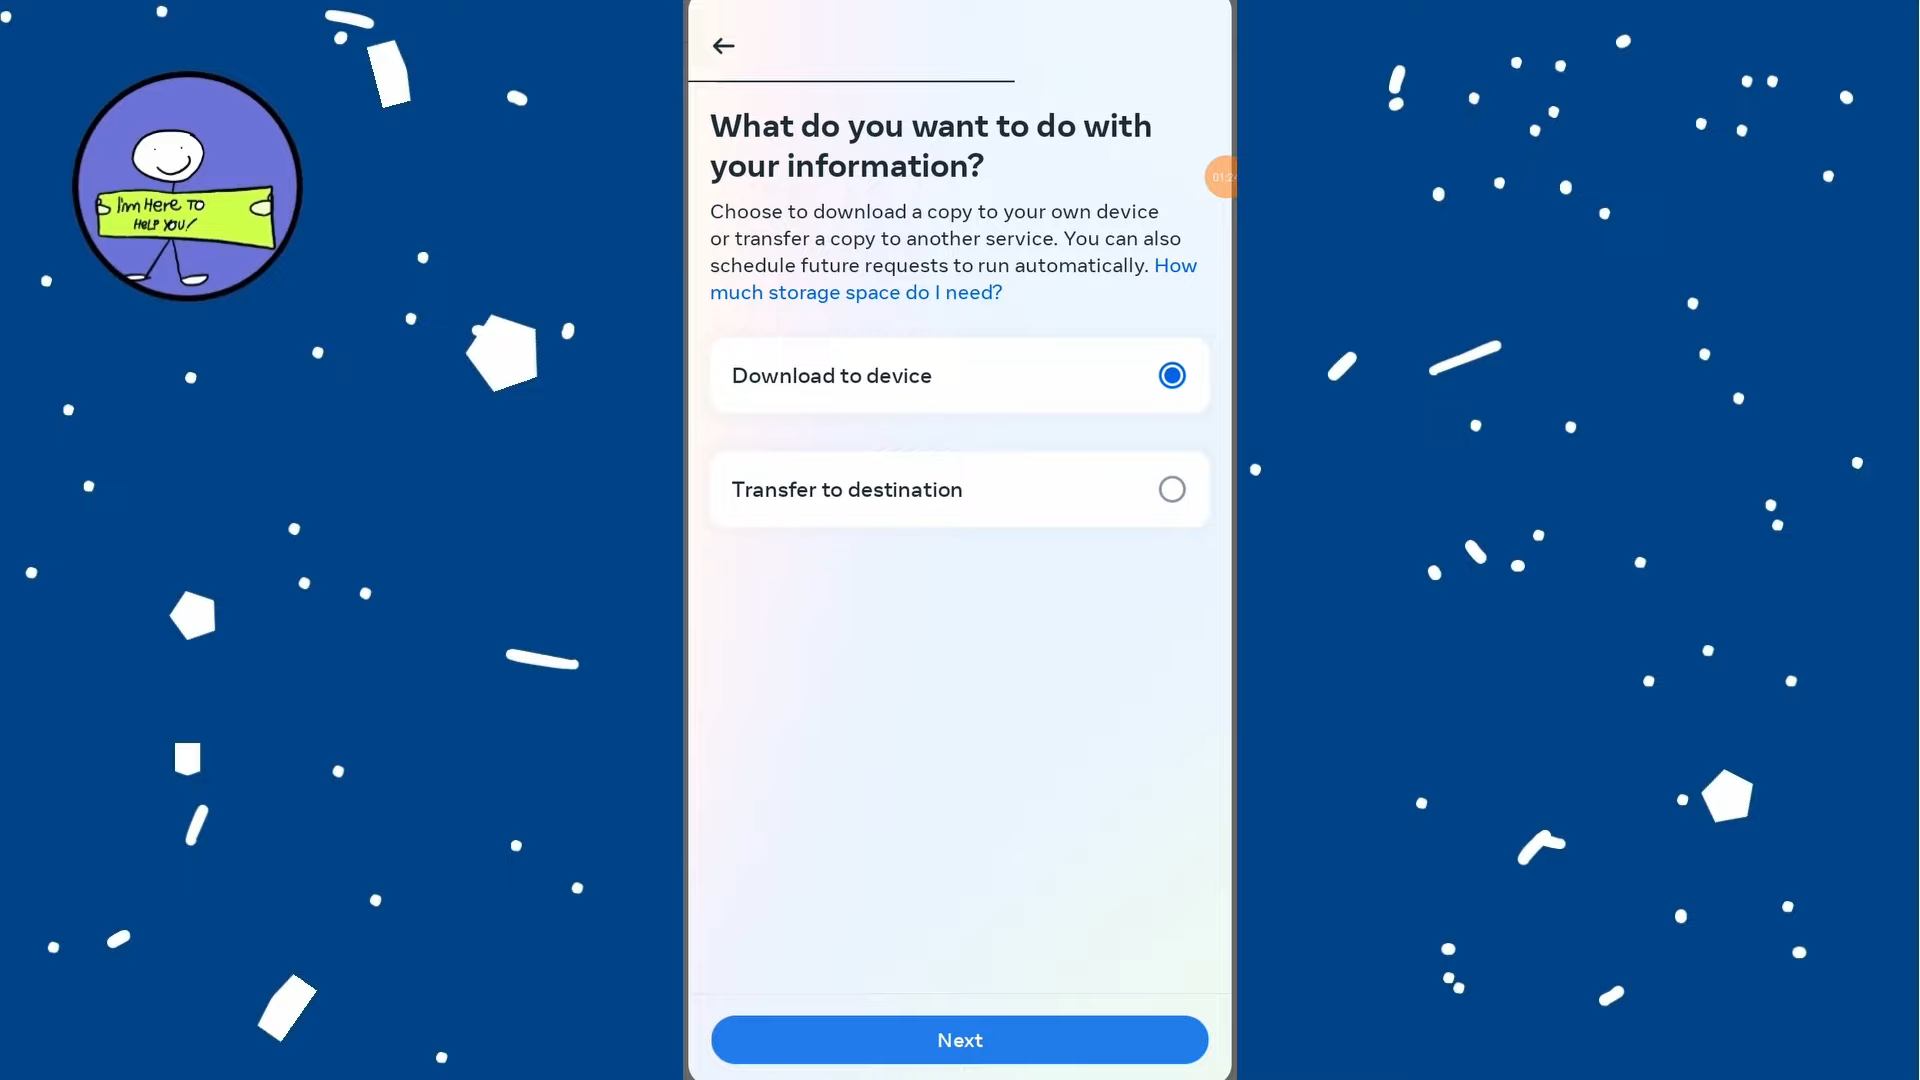 I'm HERE TO
HELP YOU!
What do you want to do with
your information?
Choose to download a copy to your own device
or transfer a copy to another service. You can also
schedule future requests to run automatically. How
much storage space do I need?
Download to device
Transfer to destination
Next